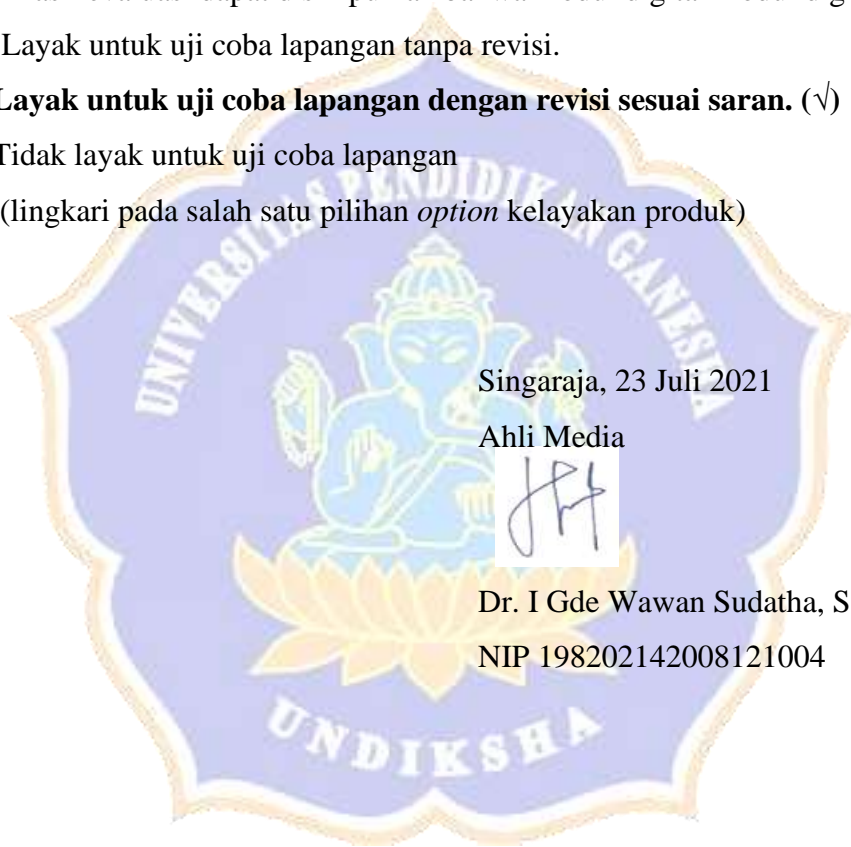 Layak untuk uji coba lapangan tanpa revisi.
Layak untuk uji coba lapangan dengan revisi sesuai saran. (√)
Tidak layak untuk uji coba lapangan
(lingkari pada salah satu pilihan option kelayakan produk)
UNIVERSITAS PENDIDIKAN GANESHA
Singaraja, 23 Juli 2021
Ahli Media
Dr. I Gde Wawan Sudatha, S
NIP 198202142008121004
UNDIKSHA